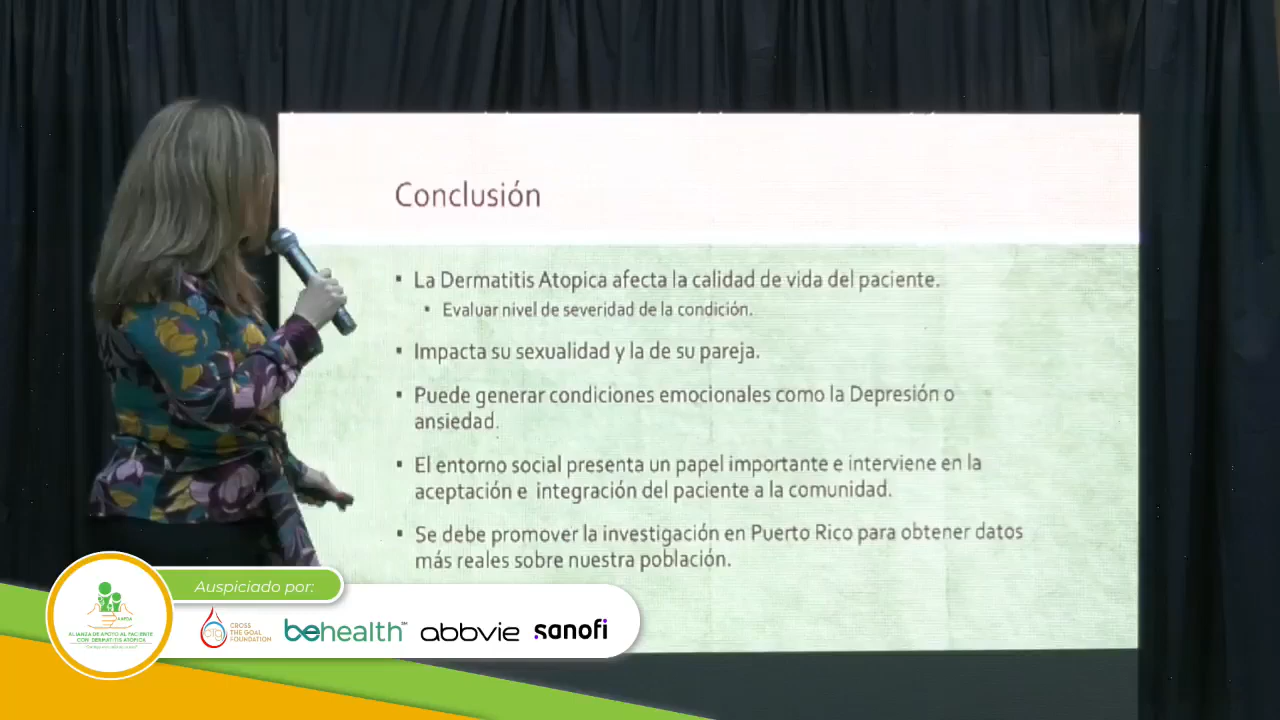 Conclusión
▪ La Dermatitis Atopica afecta la calidad de vida del paciente.
▪ Evaluar nivel de severidad de la condición.
▪ Impacta su sexualidad y la de su pareja.
▪ Puede generar condiciones emocionales como la Depresión o
ansiedad.
▪ El entorno social presenta un papel importante e interviene en la
aceptación e integración del paciente a la comunidad.
▪ Se debe promover la investigación en Puerto Rico para obtener datos
más reales sobre nuestra población.
Auspiciado por:
ALIANZA DE APOYO AL PACIENTE
CON DERMATITIS ATOPICA
CROSS
THE GOAL
FOUNDATION
behealth
abbvie
sanofi